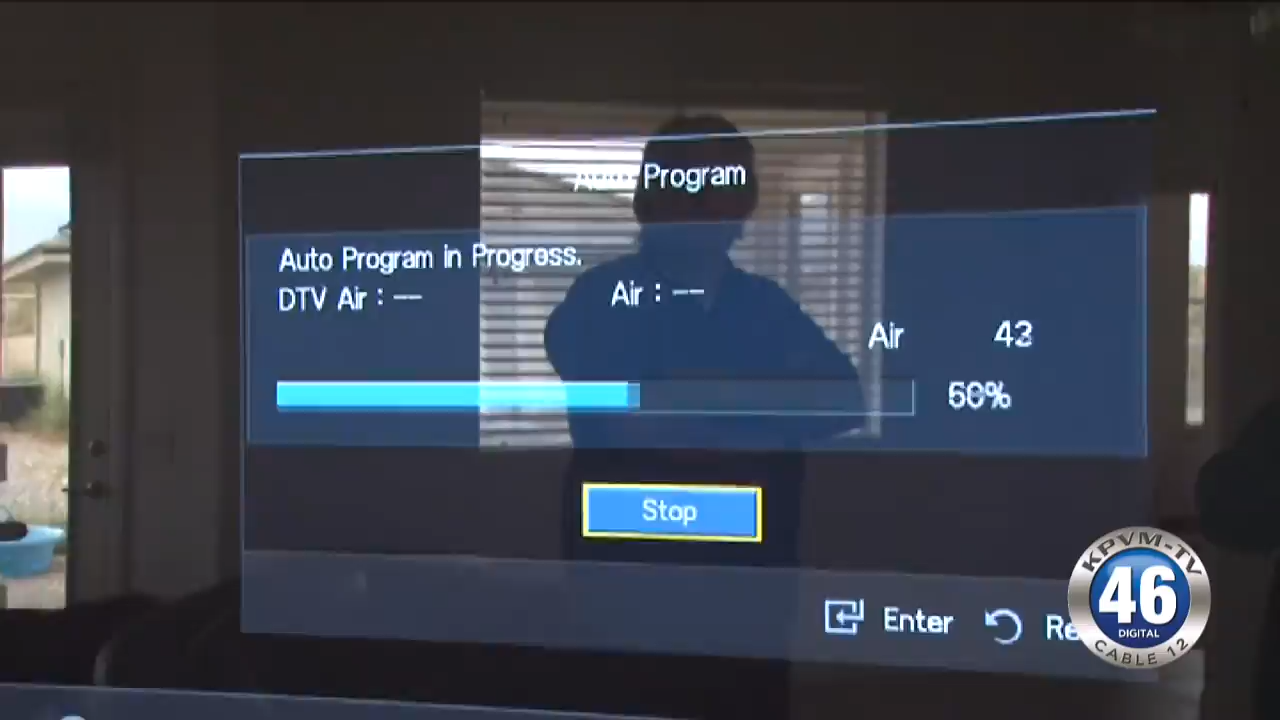 Auto Program
Auto Program in Progress.
DTV Air : -- Air : --
Air 43
Stop
Enter
KPVM-TV
46
DIGITAL
CABLE 12